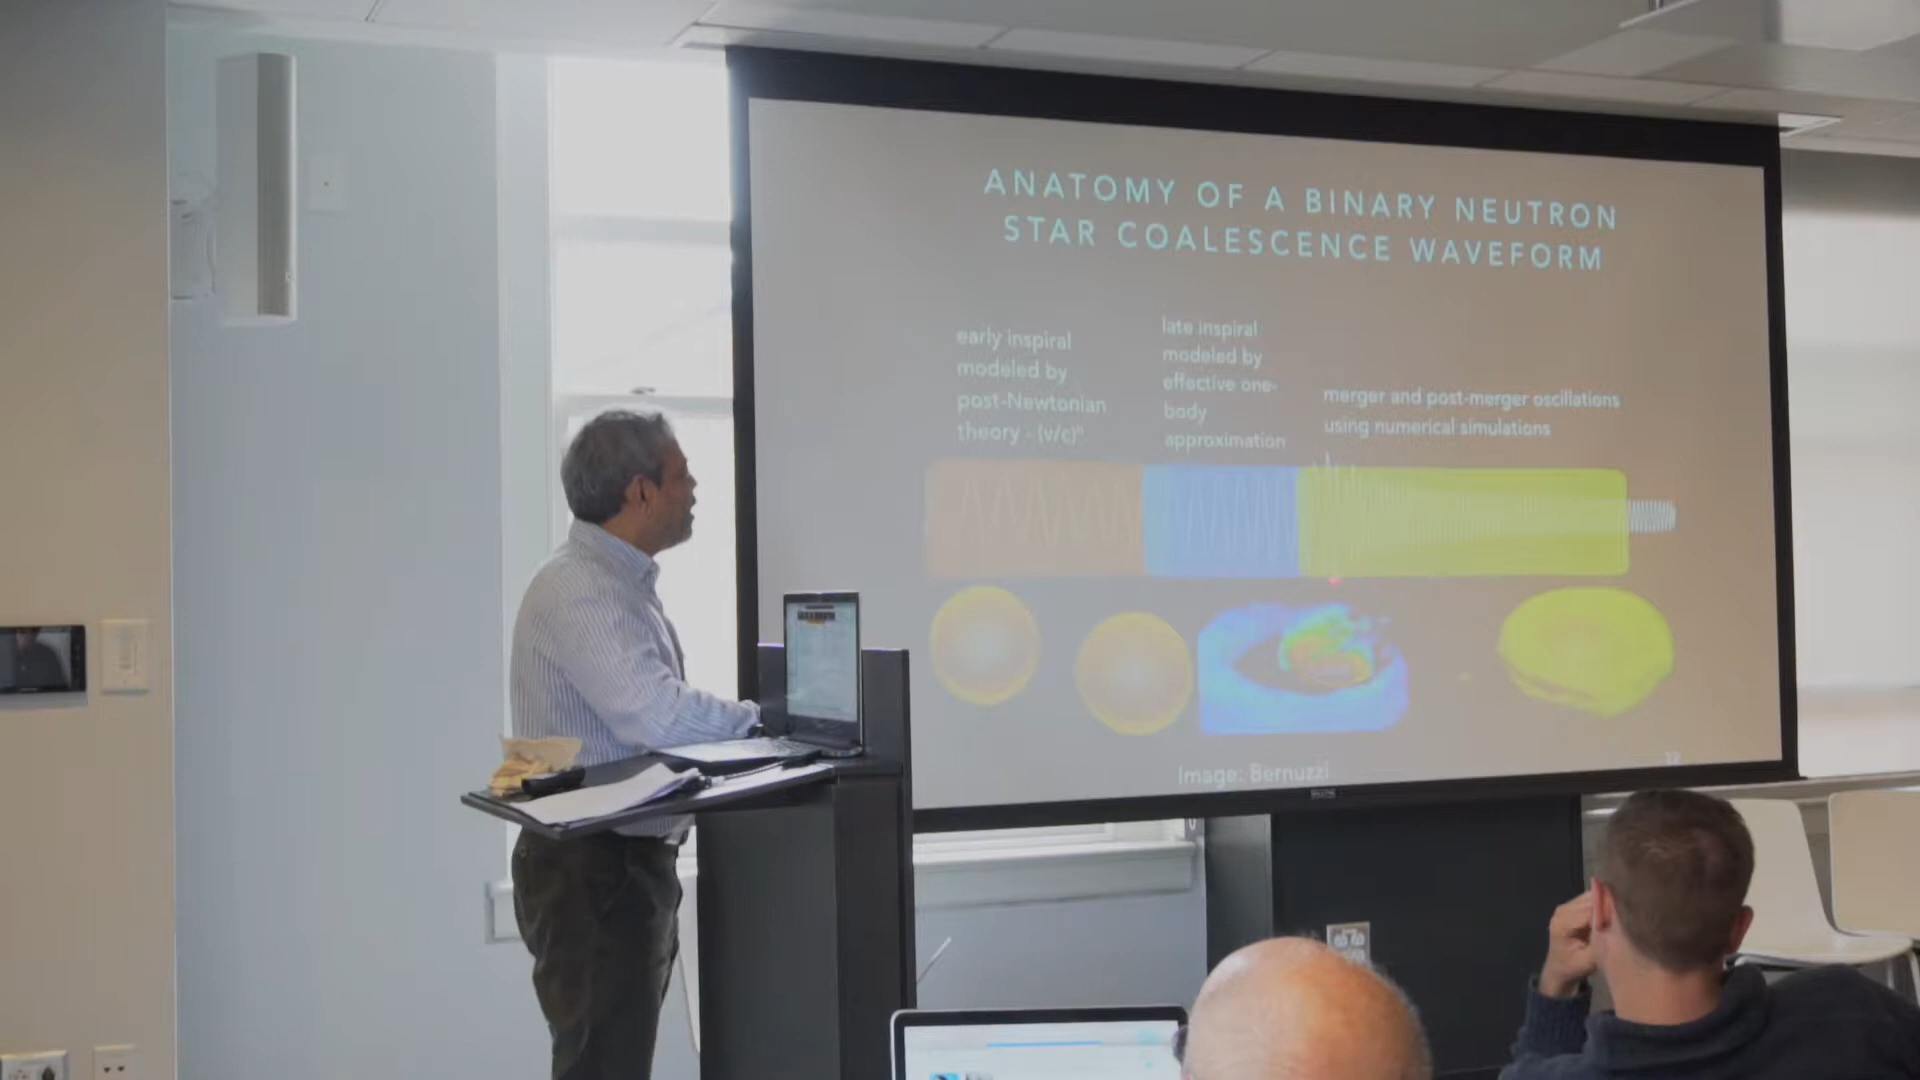 ANATOMY OF A BINARY NEUTRON
STAR COALESCENCE WAVEFORM
early inspiral
modeled by
post-Newtonian
theory - (v/c)ⁿ
late inspiral
modeled by
effective one-
body
approximation
merger and post-merger oscillations
using numerical simulations
Image: Bernuzzi